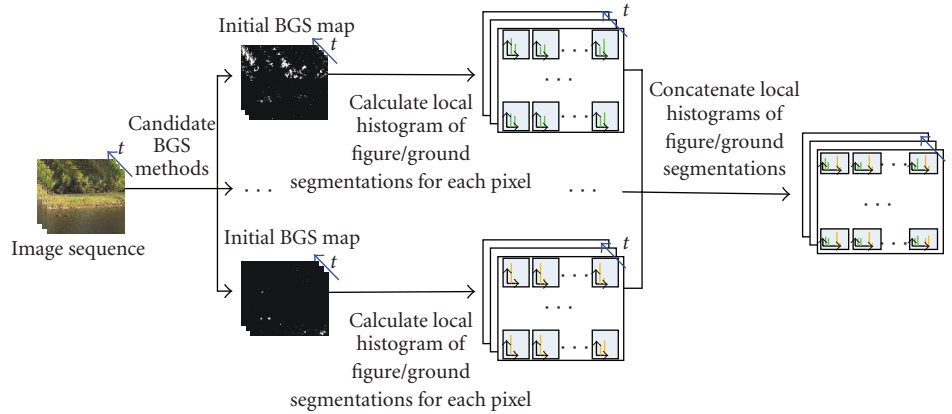 Image sequence
t
Candidate
BGS
methods
Initial BGS map
t
Calculate local
histogram of
figure/ground
segmentations for each pixel
t
. . .
. . .
. . .
. . .
. . .
Initial BGS map
t
Calculate local
histogram of
figure/ground
segmentations for each pixel
t
. . .
. . .
. . .
Concatenate local
histograms of
figure/ground
segmentations
t
. . .
. . .
. . .